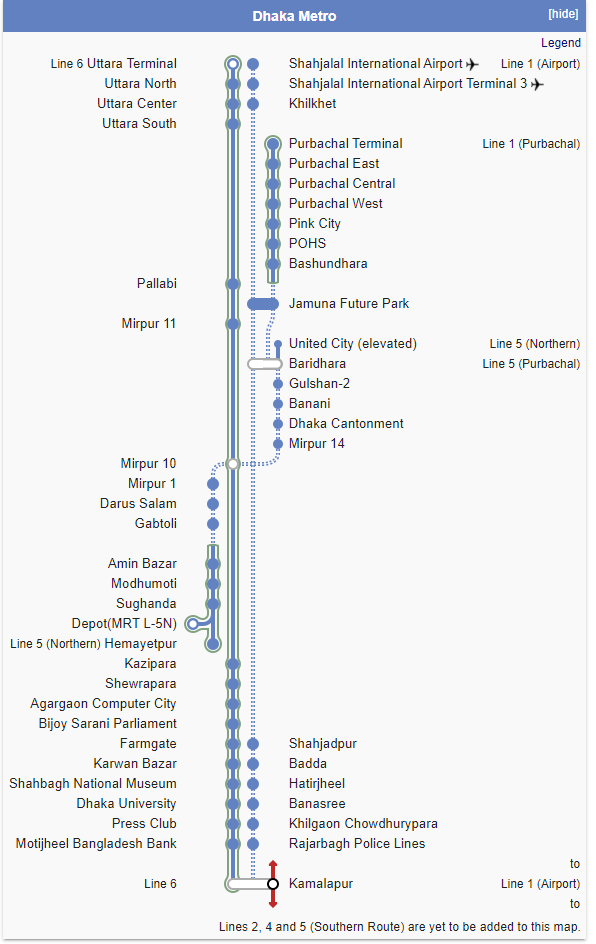 Dhaka Metro [hide]
Legend
Line 6 Uttara Terminal Shahjalal International Airport Line 1 (Airport)
Uttara North Shahjalal International Airport Terminal 3
Uttara Center Khilkhet
Uttara South
Purbachal Terminal Line 1 (Purbachal)
Purbachal East
Purbachal Central
Purbachal West
Pink City
POHS
Bashundhara
Pallabi
Jamuna Future Park
Mirpur 11
United City (elevated) Line 5 (Northern)
Baridhara Line 5 (Purbachal)
Gulshan-2
Banani
Dhaka Cantonment
Mirpur 14
Mirpur 10
Mirpur 1
Darus Salam
Gabtoli
Amin Bazar
Modhumoti
Sughanda
Depot(MRT L-5N)
Line 5 (Northern) Hemayetpur
Kazipara
Shewrapara
Agargaon Computer City
Bijoy Sarani Parliament
Farmgate Shahjadpur
Karwan Bazar Badda
Shahbagh National Museum Hatirjheel
Dhaka University Banasree
Press Club Khilgaon Chowdhurypara
Motijheel Bangladesh Bank Rajarbagh Police Lines
to
Line 6 Kamalapur Line 1 (Airport)
to
Lines 2, 4 and 5 (Southern Route) are yet to be added to this map.